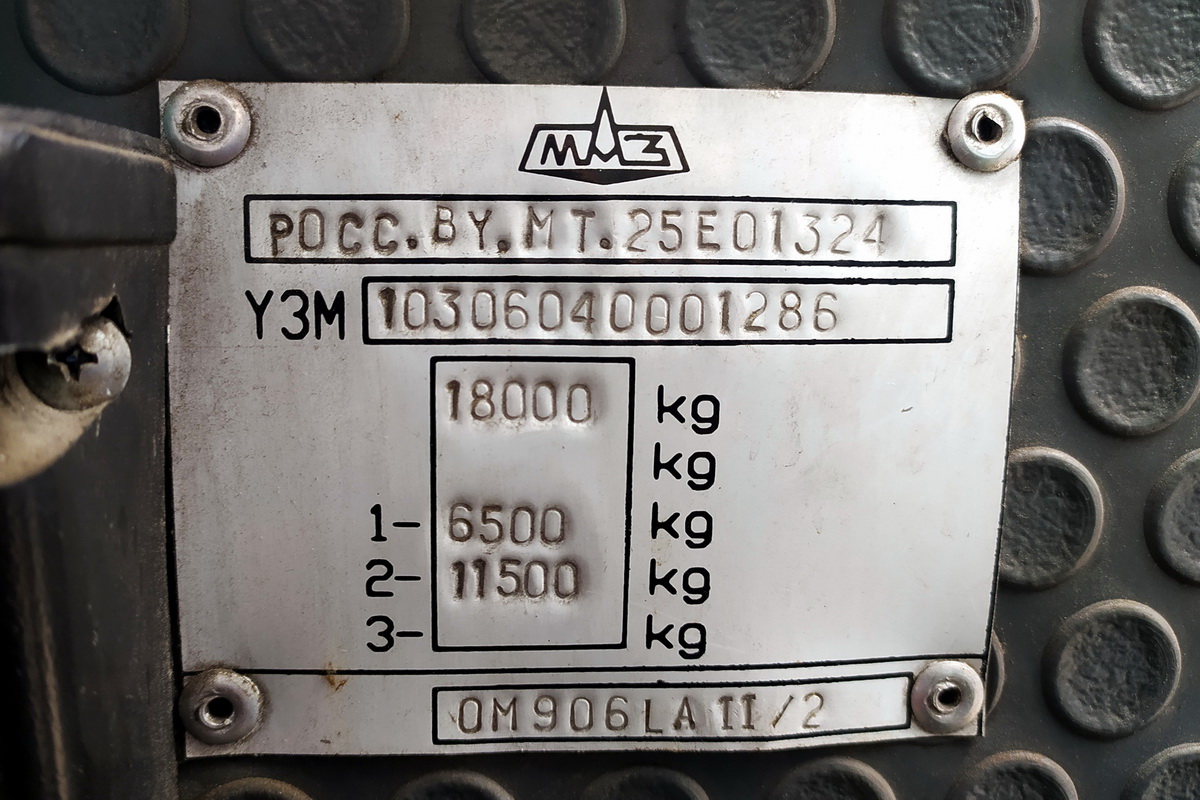 МАЗ
РОСС.BY.МТ.25Е01324
Y3M 10306040001286
18000 kg
kg
1- 6500 kg
2- 11500 kg
3- kg
OM906LAII/2